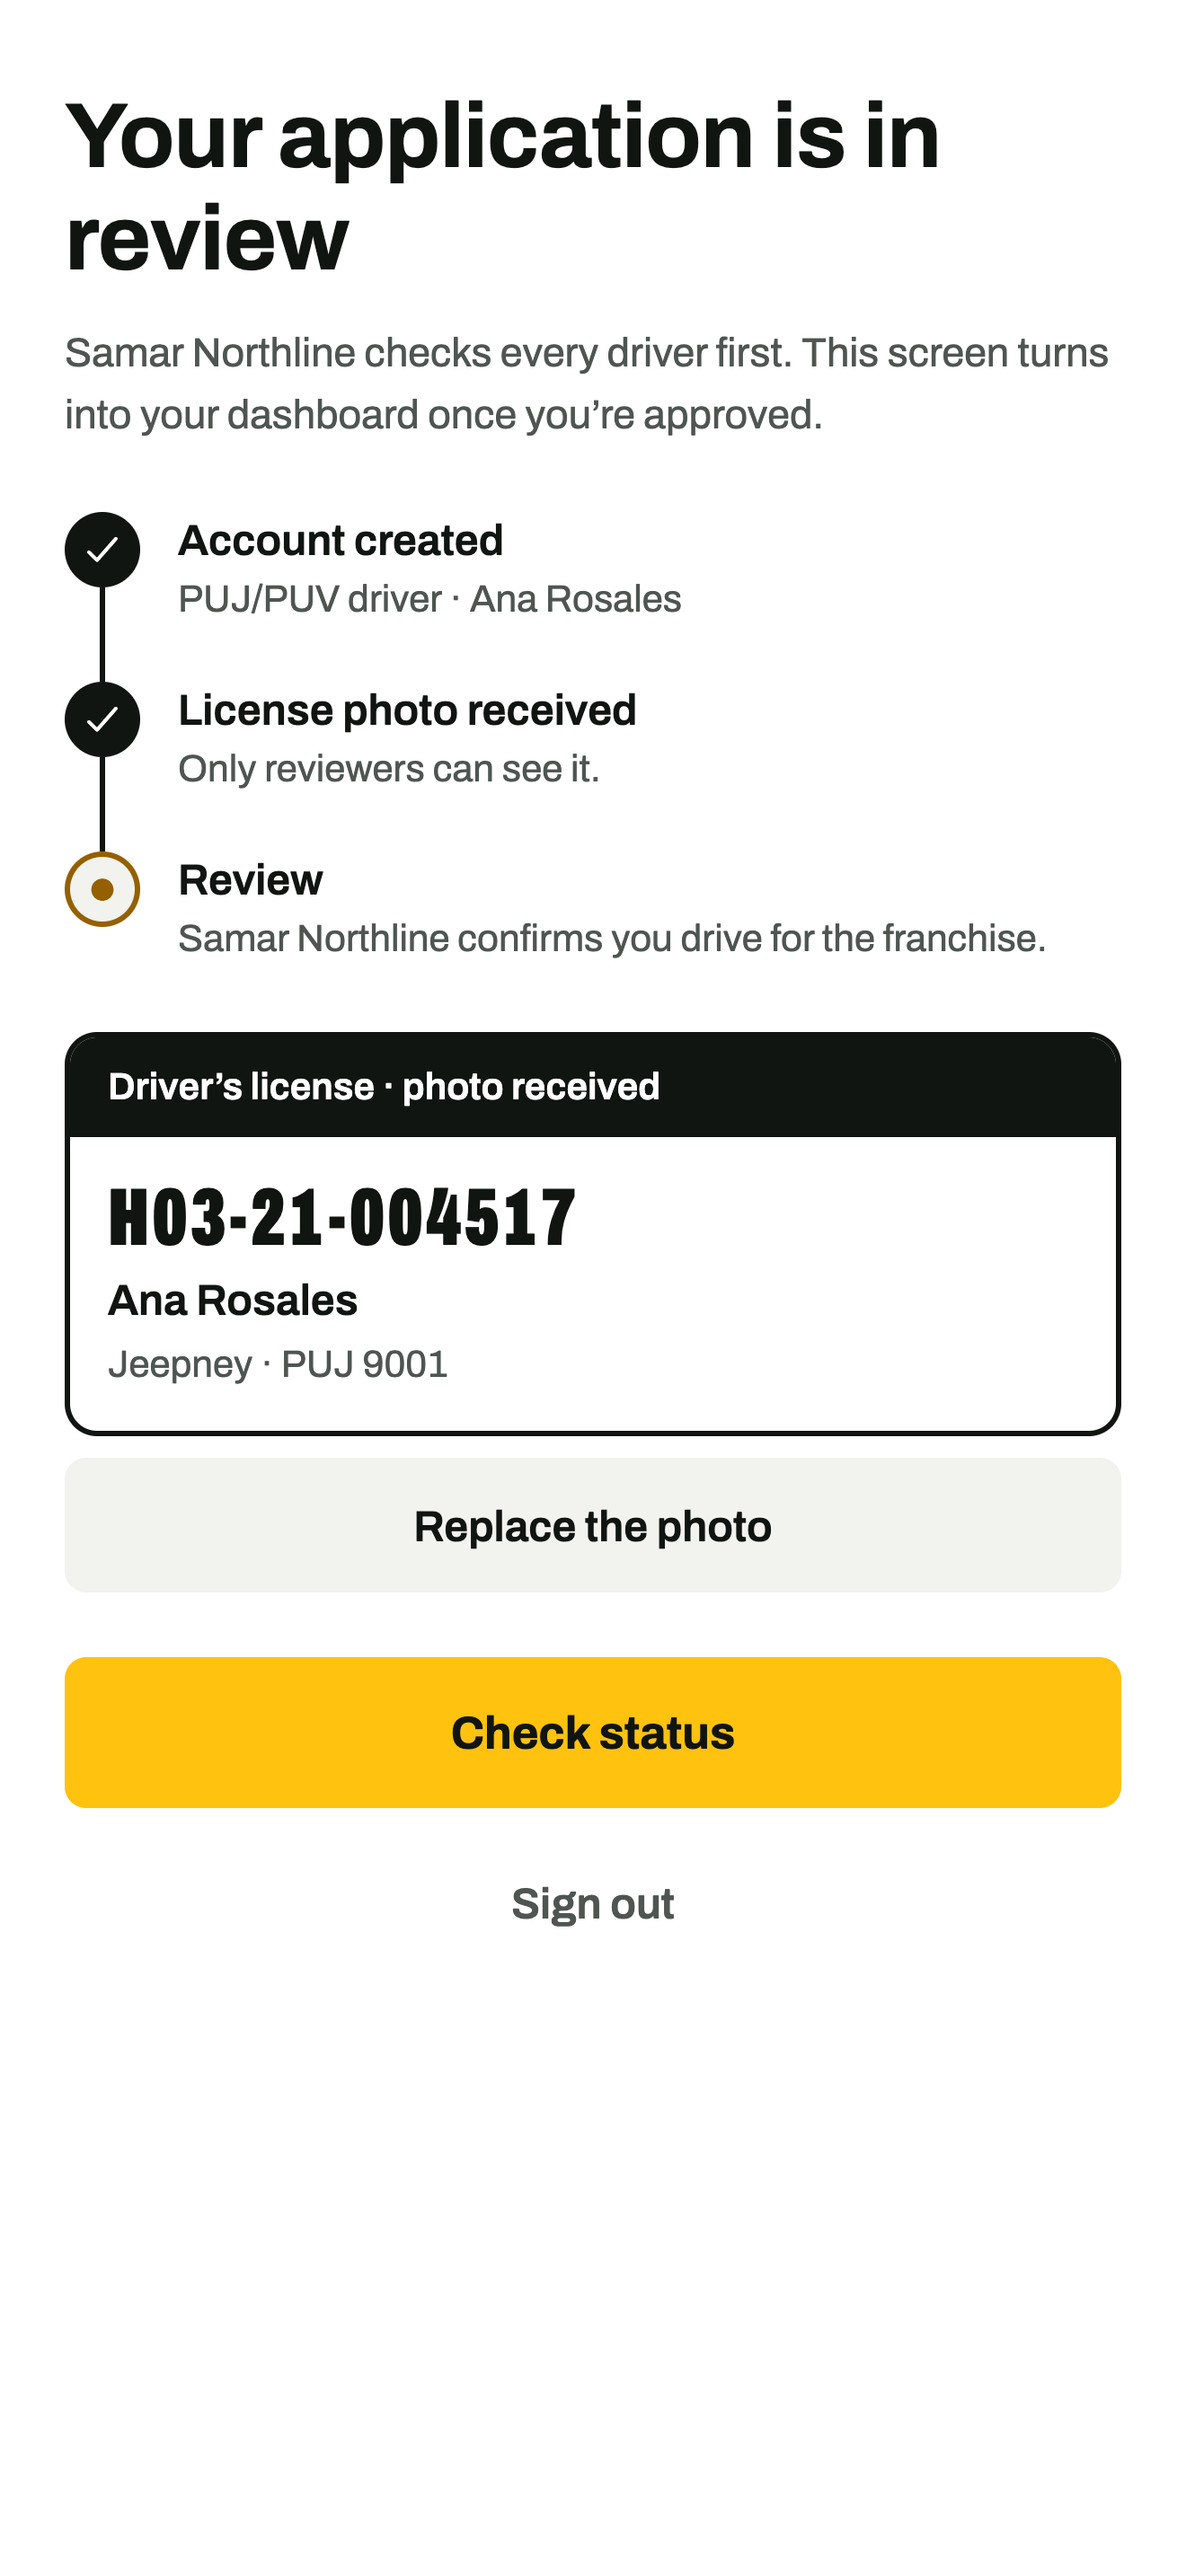 Your application is in
review
Samar Northline checks every driver first. This screen turns
into your dashboard once you’re approved.
Account created
PUJ/PUV driver · Ana Rosales
License photo received
Only reviewers can see it.
Review
Samar Northline confirms you drive for the franchise.
Driver’s license · photo received
H03-21-004517
Ana Rosales
Jeepney · PUJ 9001
Replace the photo
Check status
Sign out